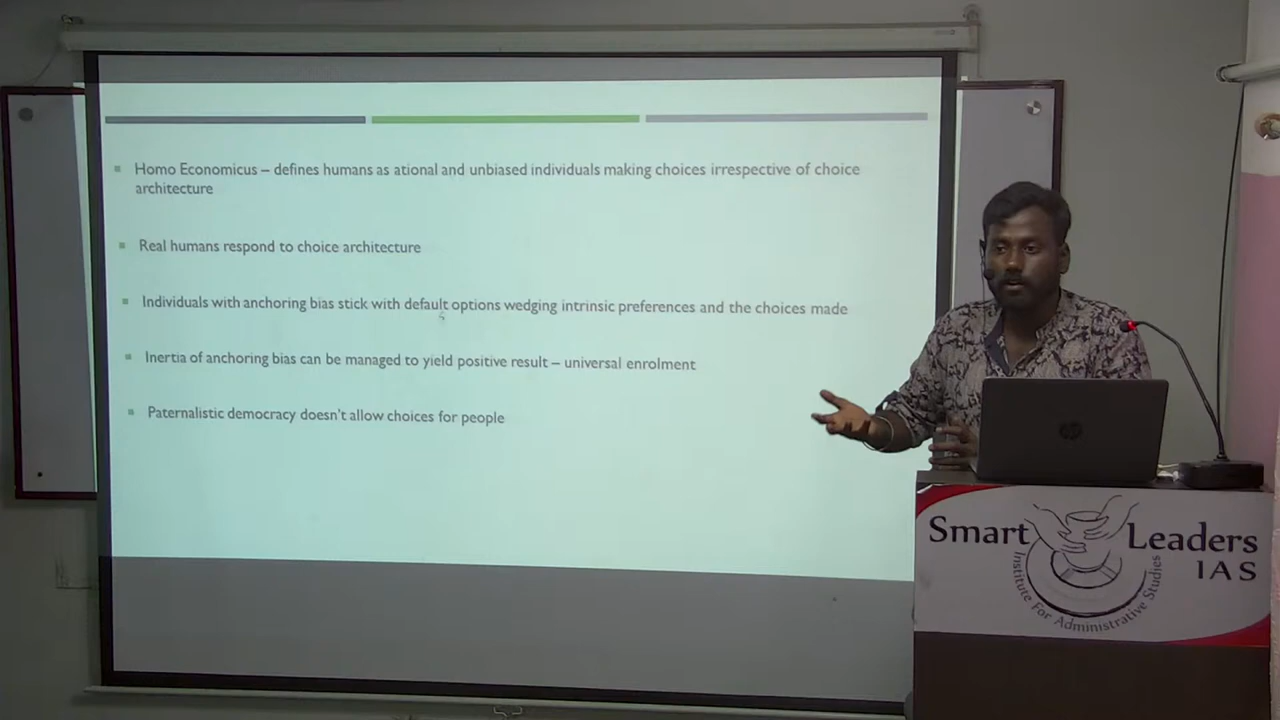 Homo Economicus – defines humans as ational and unbiased individuals making choices irrespective of choice
architecture
Real humans respond to choice architecture
Individuals with anchoring bias stick with default options wedging intrinsic preferences and the choices made
Inertia of anchoring bias can be managed to yield positive result – universal enrolment
Paternalistic democracy doesn't allow choices for people
hp
Smart Leaders
IAS
Institute For Administrative Studies